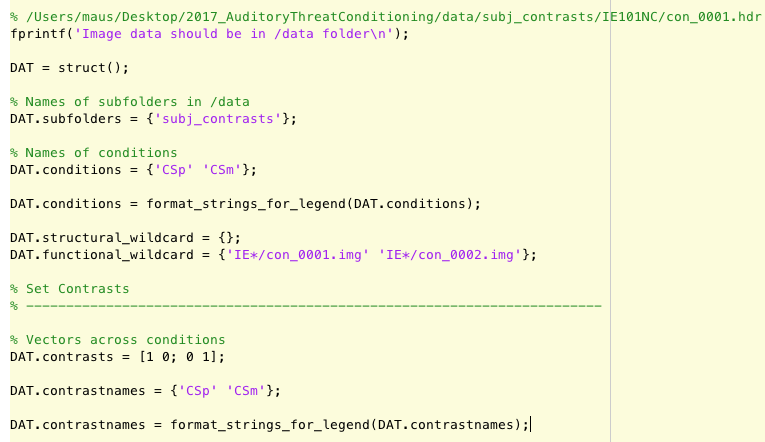 % /Users/maus/Desktop/2017_AuditoryThreatConditioning/data/subj_contrasts/IE101NC/con_0001.hdr
fprintf('Image data should be in /data folder\n');
DAT = struct();
% Names of subfolders in /data
DAT.subfolders = {'subj_contrasts'};
% Names of conditions
DAT.conditions = {'CSp' 'CSm'};
DAT.conditions = format_strings_for_legend(DAT.conditions);
DAT.structural_wildcard = {};
DAT.functional_wildcard = {'IE*/con_0001.img' 'IE*/con_0002.img'};
% Set Contrasts
% ------------------------------------------------------------------------
% Vectors across conditions
DAT.contrasts = [1 0; 0 1];
DAT.contrastnames = {'CSp' 'CSm'};
DAT.contrastnames = format_strings_for_legend(DAT.contrastnames);